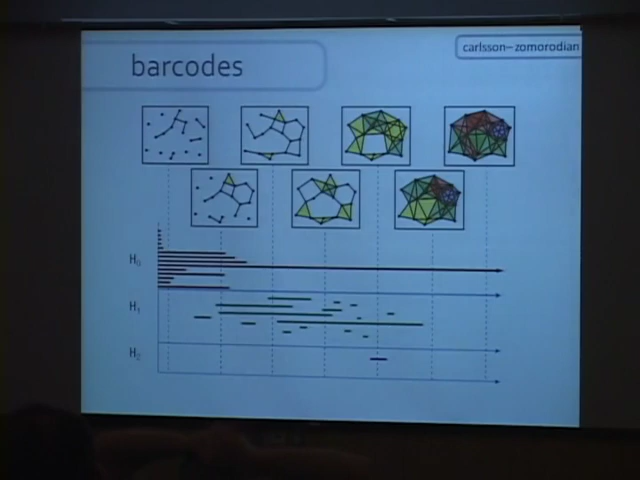 carlsson–zomorodian
barcodes
H₀
H₁
H₂